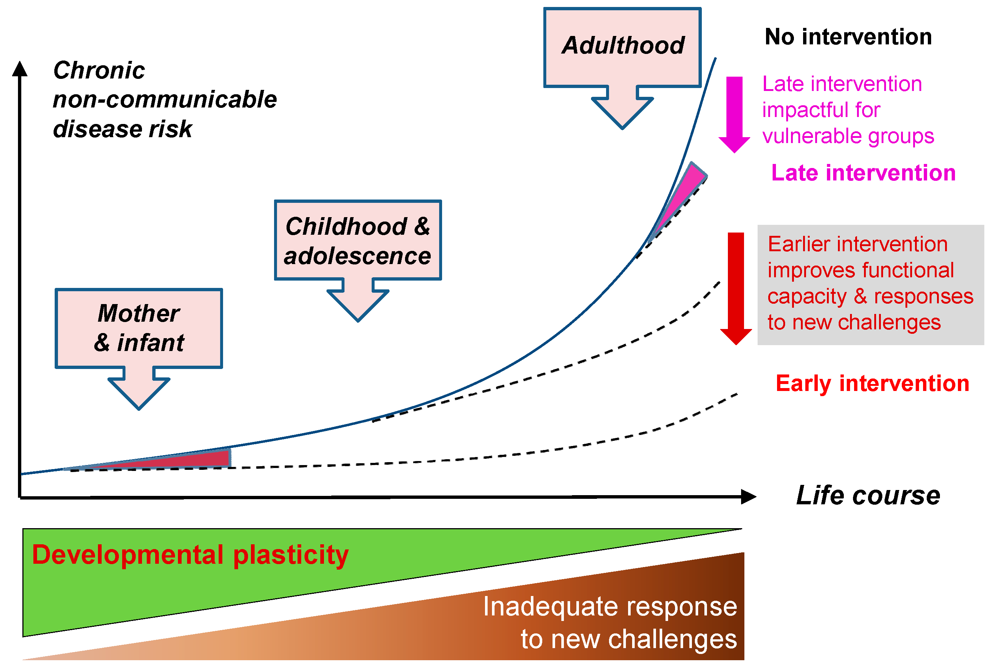 Chronic
non-communicable
disease risk
Mother
& infant
Childhood &
adolescence
Adulthood
No intervention
Late intervention
impactful for
vulnerable groups
Late intervention
Earlier intervention
improves functional
capacity & responses
to new challenges
Early intervention
Life course
Developmental plasticity
Inadequate response
to new challenges